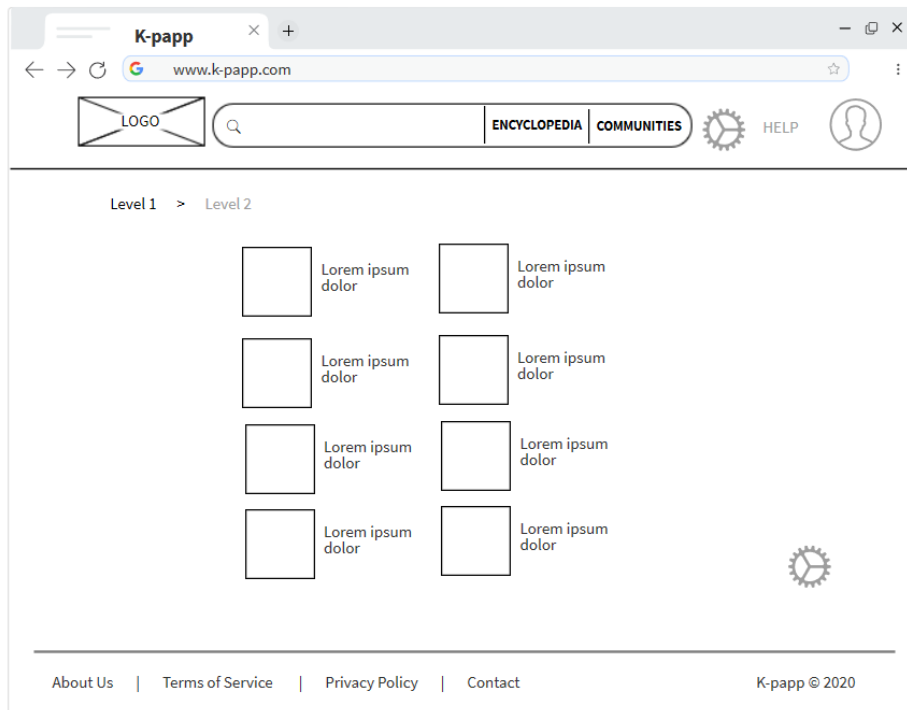 K-papp
www.k-papp.com
LOGO
ENCYCLOPEDIA
COMMUNITIES
HELP
Level 1 > Level 2
Lorem ipsum
dolor
Lorem ipsum
dolor
Lorem ipsum
dolor
Lorem ipsum
dolor
Lorem ipsum
dolor
Lorem ipsum
dolor
Lorem ipsum
dolor
Lorem ipsum
dolor
About Us | Terms of Service | Privacy Policy | Contact
K-papp © 2020